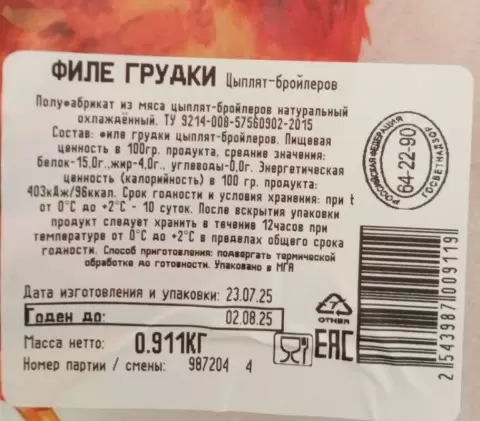 ФИЛЕ ГРУДКИ Цыплят-бройлеров
Полуфабрикат из мяса цыплят-бройлеров натуральный
охлаждённый. ТУ 9214-008-57560902-2015
Состав: филе грудки цыплят-бройлеров. Пищевая
ценность в 100гр. продукта, средние значения:
белок-15,0г.,жир-4,0г., углеводы-0,0г. Энергетическая
ценность (калорийность) в 100 гр. продукта:
403кДж/96ккал. Срок годности и условия хранения: при t
от 0°С до +2°С - 10 суток. После вскрытия упаковки
продукт следует хранить в течение 12часов при
температуре от 0°С до +2°С в пределах общего срока
годности. Способ приготовления: подвергать термической
обработке до готовности. Упаковано в МГА
РОССИЙСКАЯ ФЕДЕРАЦИЯ
64-22-90
ГОСВЕТНАДЗОР
Дата изготовления и упаковки: 23.07.25
Годен до: 02.08.25
Масса нетто: 0.911КГ
Номер партии / смены: 987204 4
7
OTHER
EAC
2 543987 009119